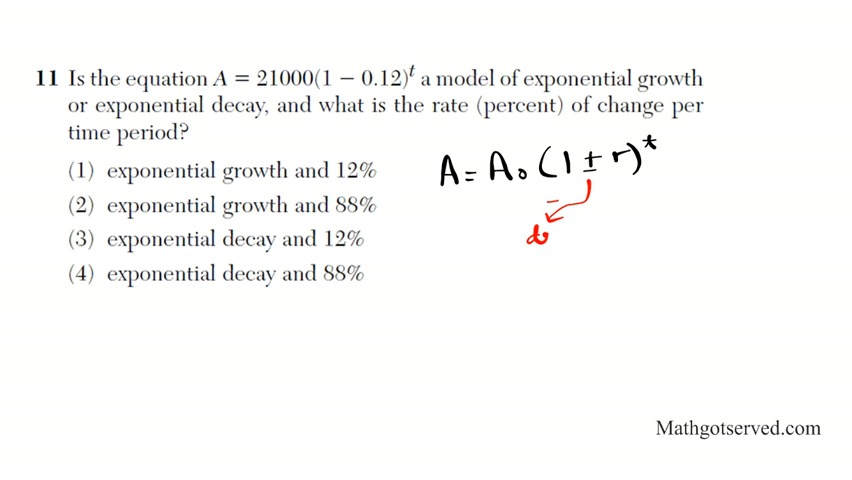 11 Is the equation A = 21000(1 − 0.12)^t a model of exponential growth
or exponential decay, and what is the rate (percent) of change per
time period?
(1) exponential growth and 12%
(2) exponential growth and 88%
(3) exponential decay and 12%
(4) exponential decay and 88%
A = A₀ (1 ± r)^t
−
Mathgotserved.com